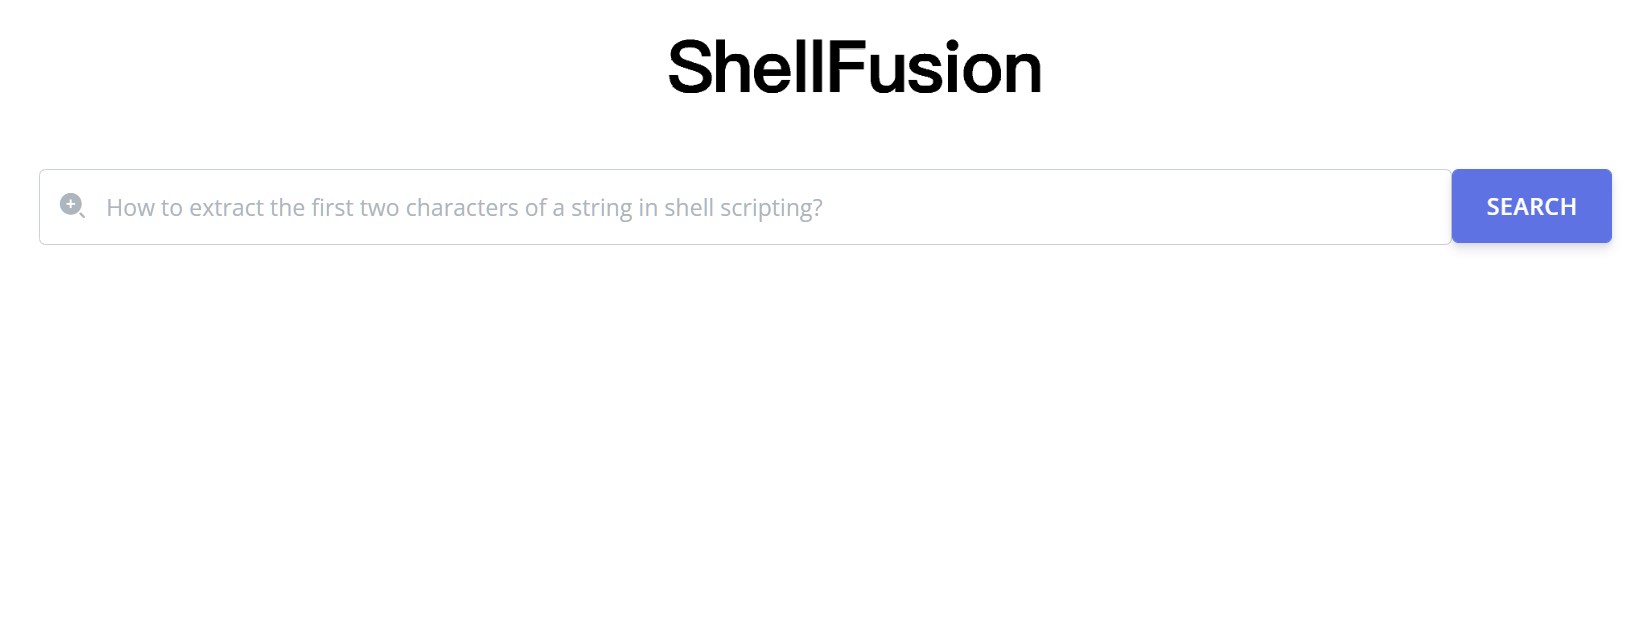 ShellFusion
How to extract the first two characters of a string in shell scripting?
SEARCH